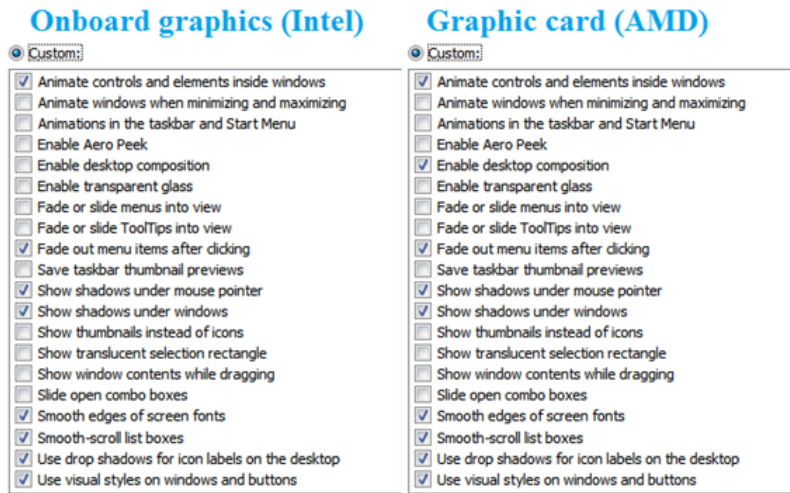 Onboard graphics (Intel)
Custom:
Animate controls and elements inside windows
Animate windows when minimizing and maximizing
Animations in the taskbar and Start Menu
Enable Aero Peek
Enable desktop composition
Enable transparent glass
Fade or slide menus into view
Fade or slide ToolTips into view
Fade out menu items after clicking
Save taskbar thumbnail previews
Show shadows under mouse pointer
Show shadows under windows
Show thumbnails instead of icons
Show translucent selection rectangle
Show window contents while dragging
Slide open combo boxes
Smooth edges of screen fonts
Smooth-scroll list boxes
Use drop shadows for icon labels on the desktop
Use visual styles on windows and buttons
Graphic card (AMD)
Custom:
Animate controls and elements inside windows
Animate windows when minimizing and maximizing
Animations in the taskbar and Start Menu
Enable Aero Peek
Enable desktop composition
Enable transparent glass
Fade or slide menus into view
Fade or slide ToolTips into view
Fade out menu items after clicking
Save taskbar thumbnail previews
Show shadows under mouse pointer
Show shadows under windows
Show thumbnails instead of icons
Show translucent selection rectangle
Show window contents while dragging
Slide open combo boxes
Smooth edges of screen fonts
Smooth-scroll list boxes
Use drop shadows for icon labels on the desktop
Use visual styles on windows and buttons